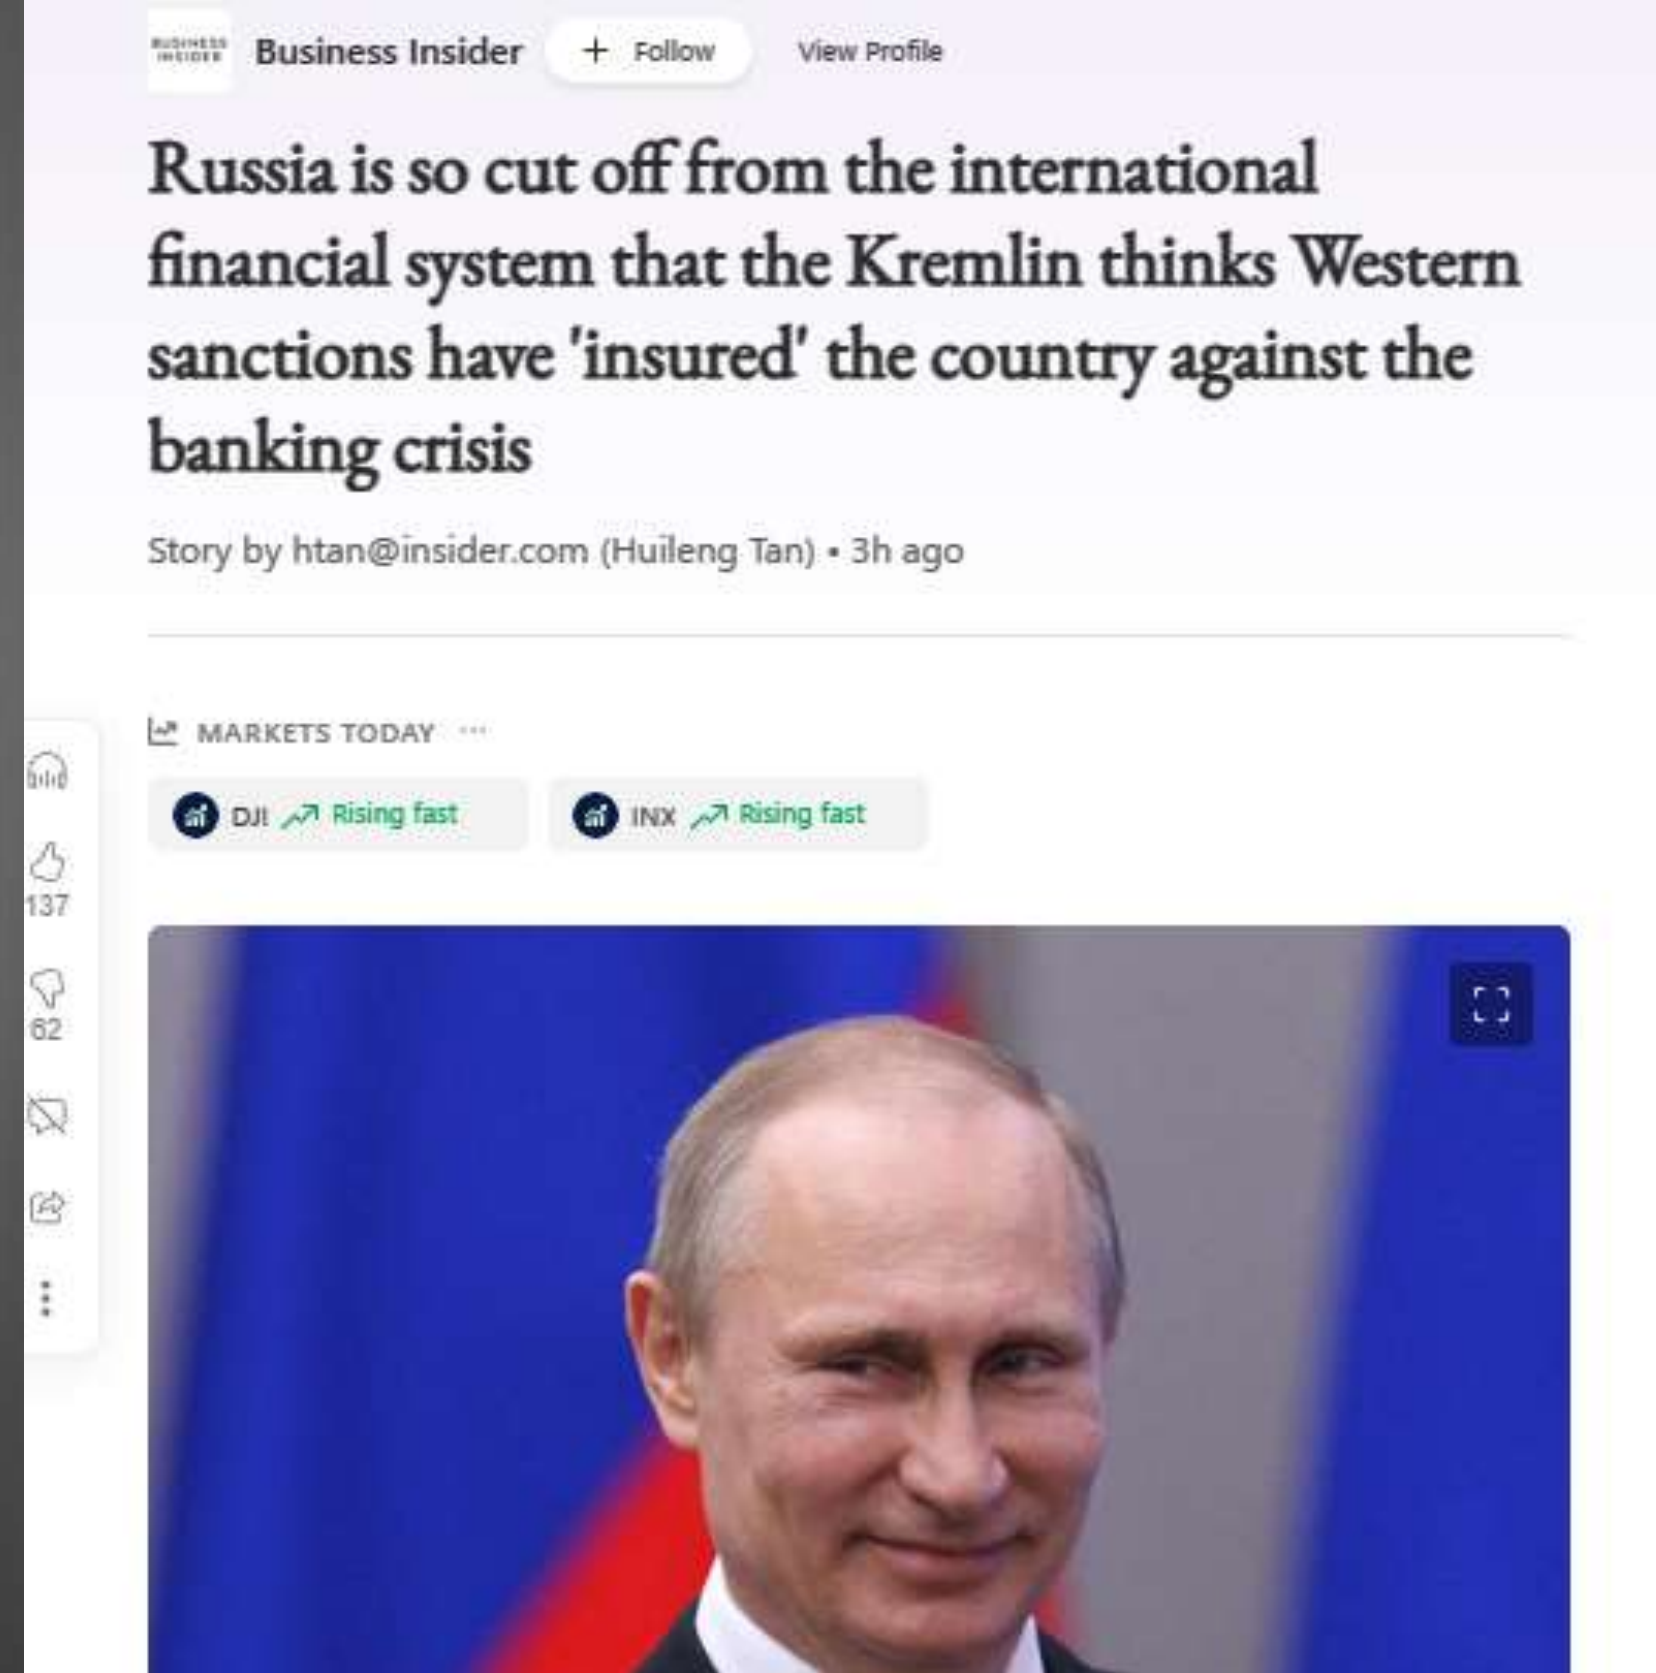 BUSINESS
INSIDER
Business Insider + Follow View Profile
Russia is so cut off from the international
financial system that the Kremlin thinks Western
sanctions have 'insured' the country against the
banking crisis
Story by htan@insider.com (Huileng Tan) • 3h ago
MARKETS TODAY ...
DJI Rising fast INX Rising fast
137
62